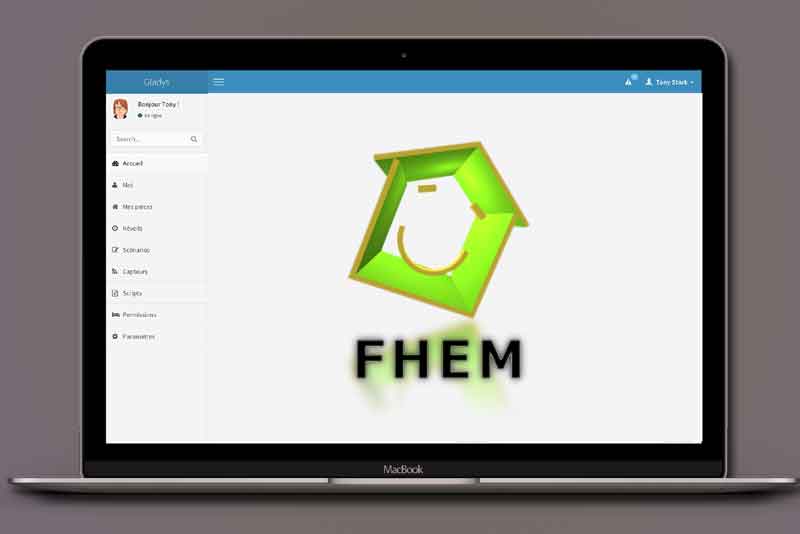 Gladys
Tony Stark
Bonjour Tony !
En ligne
Search...
Accueil
Moi
Mes pièces
Réveils
Scénarios
Capteurs
Scripts
Permissions
Paramètres
FHEM
MacBook